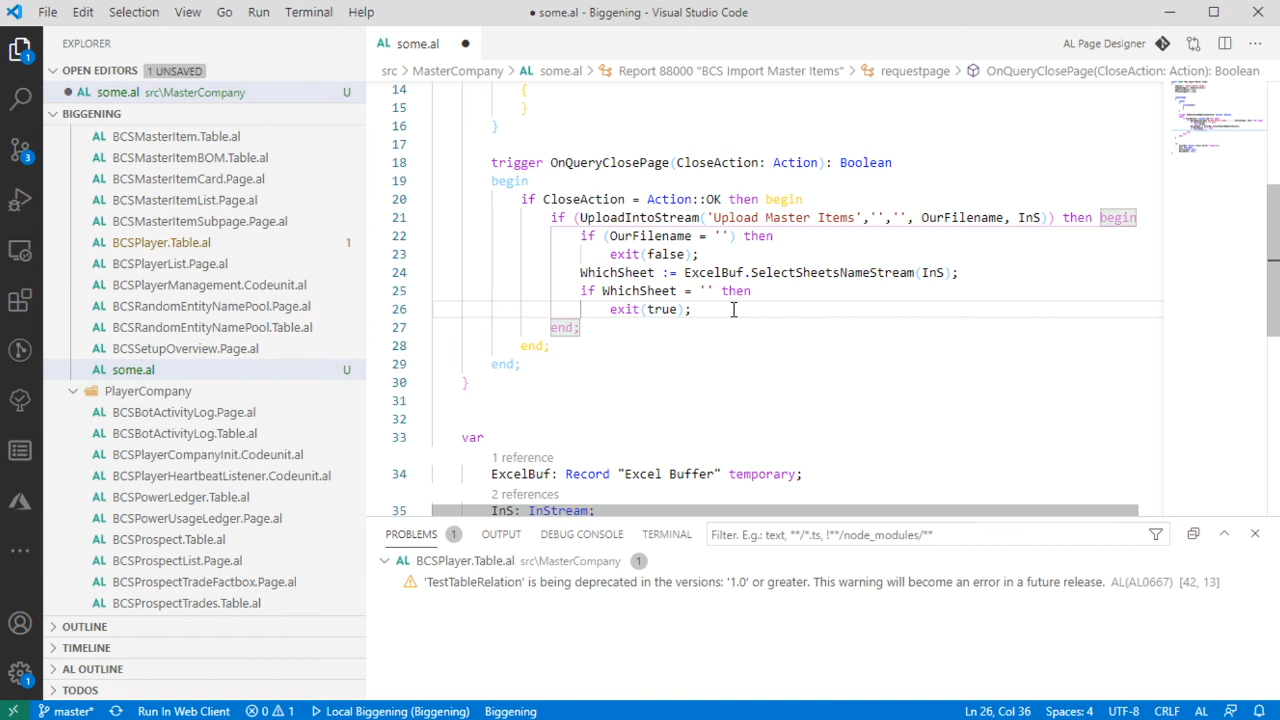 File Edit Selection View Go Run Terminal Help
● some.al - Biggening - Visual Studio Code
EXPLORER
OPEN EDITORS 1 UNSAVED
● AL some.al src\MasterCompany U
BIGGENING
AL BCSMasterItem.Table.al
AL BCSMasterItemBOM.Table.al
AL BCSMasterItemCard.Page.al
AL BCSMasterItemList.Page.al
AL BCSMasterItemSubpage.Page.al
AL BCSPlayer.Table.al 1
AL BCSPlayerList.Page.al
AL BCSPlayerManagement.Codeunit.al
AL BCSRandomEntityNamePool.Page.al
AL BCSRandomEntityNamePool.Table.al
AL BCSSetupOverview.Page.al
AL some.al U
PlayerCompany
AL BCSBotActivityLog.Page.al
AL BCSBotActivityLog.Table.al
AL BCSPlayerCompanyInit.Codeunit.al
AL BCSPlayerHeartbeatListener.Codeunit.al
AL BCSPowerLedger.Table.al
AL BCSPowerUsageLedger.Page.al
AL BCSProspect.Table.al
AL BCSProspectList.Page.al
AL BCSProspectTradeFactbox.Page.al
AL BCSProspectTrades.Table.al
OUTLINE
TIMELINE
AL OUTLINE
TODOS
1
3
1
AL some.al ●
AL Page Designer
src > MasterCompany > AL some.al > Report 88000 "BCS Import Master Items" > requestpage > OnQueryClosePage(CloseAction: Action): Boolean
14 {
15 }
16 }
17
18 trigger OnQueryClosePage(CloseAction: Action): Boolean
19 begin
20 if CloseAction = Action::OK then begin
21 if (UploadIntoStream('Upload Master Items','','', OurFilename, InS)) then begin
22 if (OurFilename = '') then
23 exit(false);
24 WhichSheet := ExcelBuf.SelectSheetsNameStream(InS);
25 if WhichSheet = '' then
26 exit(true);
27 end;
28 end;
29 end;
30 }
31
32
33 var
1 reference
34 ExcelBuf: Record "Excel Buffer" temporary;
2 references
35 InS: InStream;
PROBLEMS 1 OUTPUT DEBUG CONSOLE TERMINAL
Filter. E.g.: text, **/*.ts, !**/node_modules/**
AL BCSPlayer.Table.al src\MasterCompany 1
'TestTableRelation' is being deprecated in the versions: '1.0' or greater. This warning will become an error in a future release. AL(AL0667) [42, 13]
master* Run In Web Client 0 1 Local Biggening (Biggening) Biggening
Ln 26, Col 36 Spaces: 4 UTF-8 CRLF AL